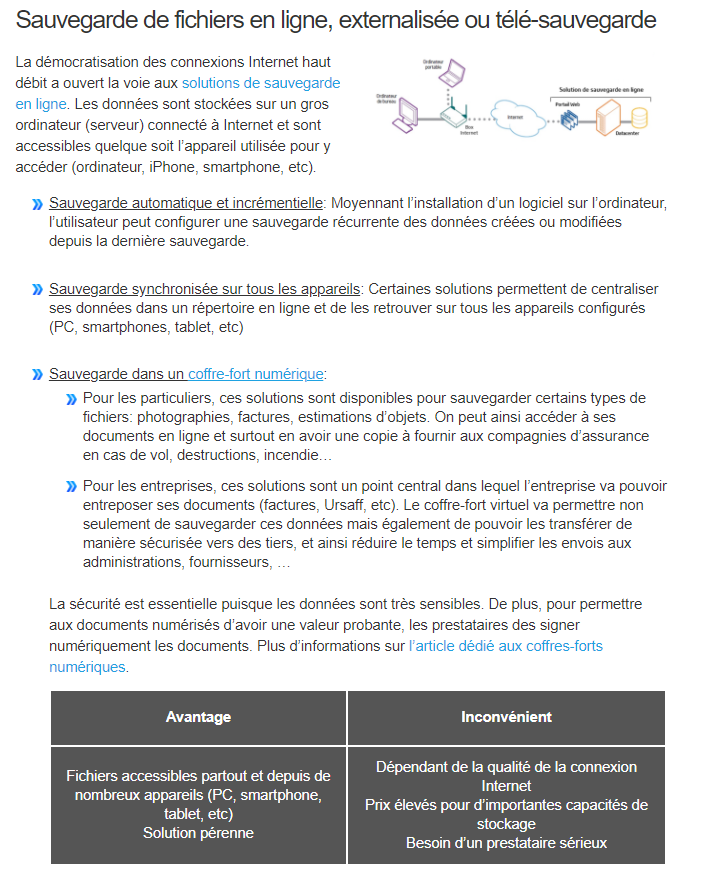 Sauvegarde de fichiers en ligne, externalisée ou télé-sauvegarde
La démocratisation des connexions Internet haut
débit a ouvert la voie aux solutions de sauvegarde
en ligne. Les données sont stockées sur un gros
ordinateur (serveur) connecté à Internet et sont
accessibles quelque soit l'appareil utilisée pour y
accéder (ordinateur, iPhone, smartphone, etc).
Ordinateur
portable
Ordinateur
de bureau
Box
Internet
Internet
Solution de sauvegarde en ligne
Portail Web
Datacenter
Sauvegarde automatique et incrémentielle: Moyennant l'installation d'un logiciel sur l'ordinateur,
l'utilisateur peut configurer une sauvegarde récurrente des données créées ou modifiées
depuis la dernière sauvegarde.
Sauvegarde synchronisée sur tous les appareils: Certaines solutions permettent de centraliser
ses données dans un répertoire en ligne et de les retrouver sur tous les appareils configurés
(PC, smartphones, tablet, etc)
Sauvegarde dans un coffre-fort numérique:
Pour les particuliers, ces solutions sont disponibles pour sauvegarder certains types de
fichiers: photographies, factures, estimations d'objets. On peut ainsi accéder à ses
documents en ligne et surtout en avoir une copie à fournir aux compagnies d'assurance
en cas de vol, destructions, incendie…
Pour les entreprises, ces solutions sont un point central dans lequel l'entreprise va pouvoir
entreposer ses documents (factures, Ursaff, etc). Le coffre-fort virtuel va permettre non
seulement de sauvegarder ces données mais également de pouvoir les transférer de
manière sécurisée vers des tiers, et ainsi réduire le temps et simplifier les envois aux
administrations, fournisseurs, …
La sécurité est essentielle puisque les données sont très sensibles. De plus, pour permettre
aux documents numérisés d'avoir une valeur probante, les prestataires des signer
numériquement les documents. Plus d'informations sur l'article dédié aux coffres-forts
numériques.
Avantage
Inconvénient
Fichiers accessibles partout et depuis de
nombreux appareils (PC, smartphone,
tablet, etc)
Solution pérenne
Dépendant de la qualité de la connexion
Internet
Prix élevés pour d'importantes capacités de
stockage
Besoin d'un prestataire sérieux